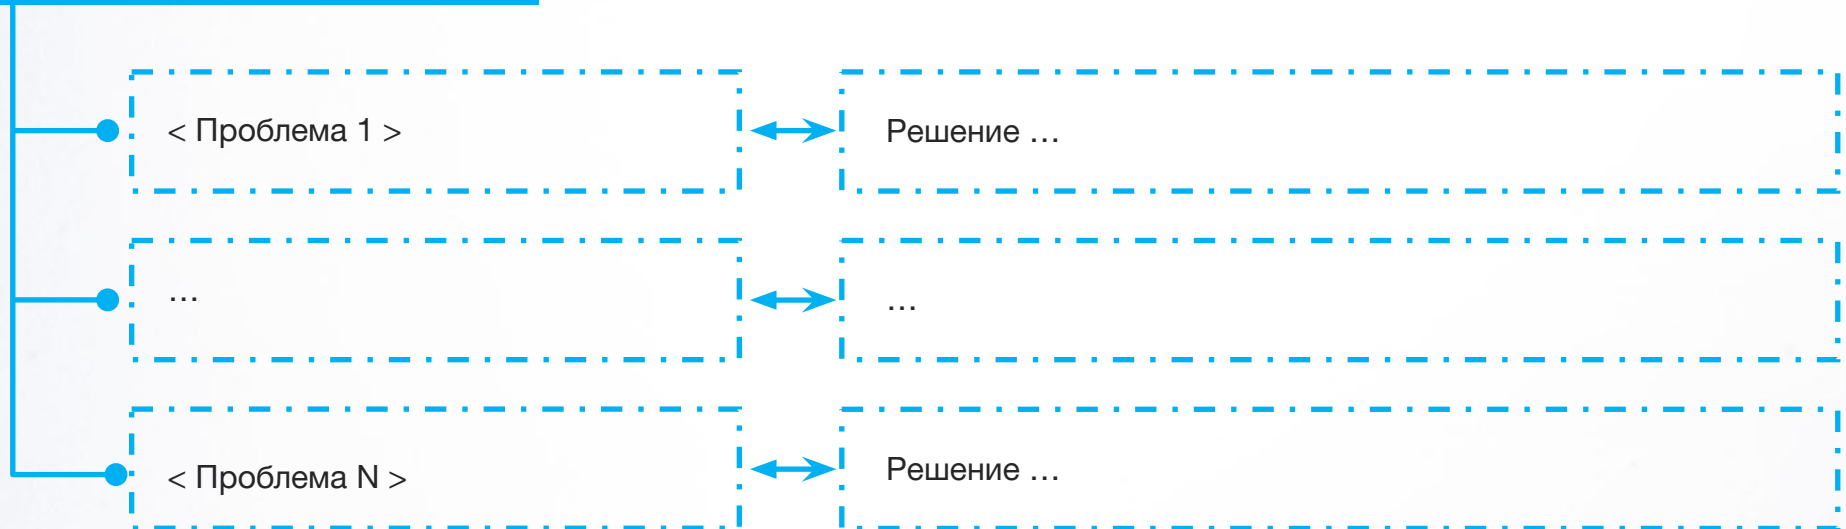 < Проблема 1 >
Решение …
…
…
< Проблема N >
Решение …